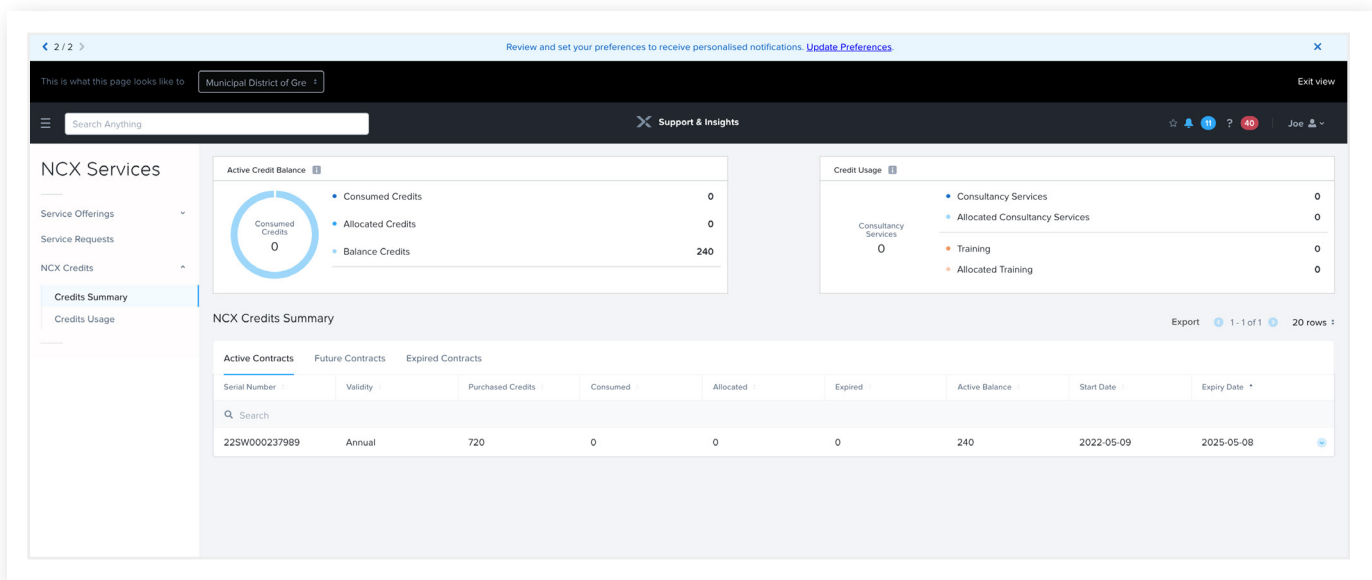 2 / 2
Review and set your preferences to receive personalised notifications. Update Preferences.
This is what this page looks like to
Municipal District of Gre
Exit view
Search Anything
Support & Insights
11
?
40
Joe
NCX Services
Service Offerings
Service Requests
NCX Credits
Credits Summary
Credits Usage
Active Credit Balance
Consumed
Credits
0
Consumed Credits 0
Allocated Credits 0
Balance Credits 240
Credit Usage
Consultancy
Services
0
Consultancy Services 0
Allocated Consultancy Services 0
Training 0
Allocated Training 0
NCX Credits Summary
Export 1 - 1 of 1 20 rows
Active Contracts Future Contracts Expired Contracts
Serial Number Validity Purchased Credits Consumed Allocated Expired Active Balance Start Date Expiry Date
Search
22SW000237989 Annual 720 0 0 0 240 2022-05-09 2025-05-08